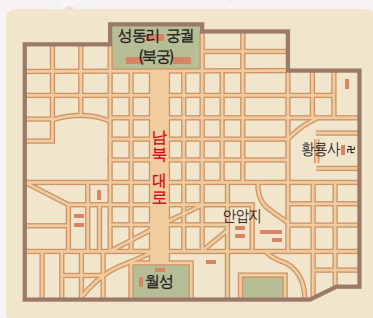 성동리 궁궐
(북궁)
남북 대로
황룡사 卍
안압지
월성